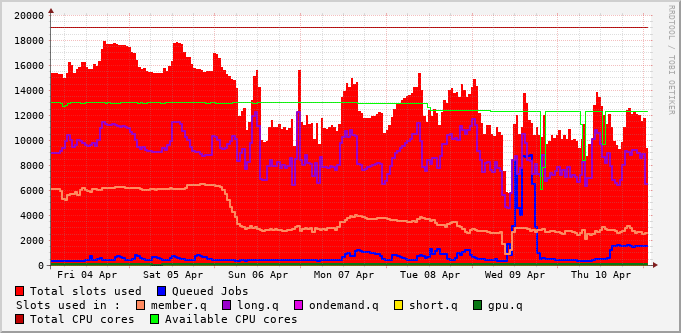 20000
18000
16000
14000
12000
10000
8000
6000
4000
2000
0
Fri 04 Apr Sat 05 Apr Sun 06 Apr Mon 07 Apr Tue 08 Apr Wed 09 Apr Thu 10 Apr
RRDTOOL / TOBI OETIKER
Total slots used Queued Jobs
Slots used in : member.q long.q ondemand.q short.q gpu.q
Total CPU cores Available CPU cores